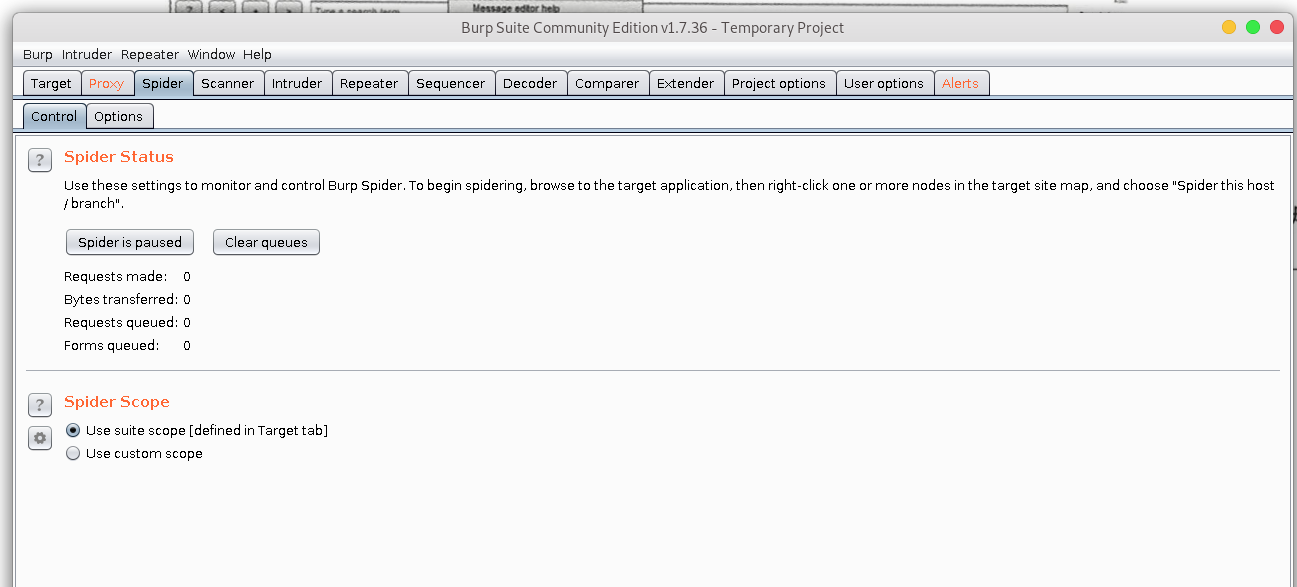 ? < • > Type a search term
Message editor help
Burp Suite Community Edition v1.7.36 - Temporary Project
Burp Intruder Repeater Window Help
Target Proxy Spider Scanner Intruder Repeater Sequencer Decoder Comparer Extender Project options User options Alerts
Control Options
? Spider Status
Use these settings to monitor and control Burp Spider. To begin spidering, browse to the target application, then right-click one or more nodes in the target site map, and choose "Spider this host
/ branch".
Spider is paused Clear queues
Requests made: 0
Bytes transferred: 0
Requests queued: 0
Forms queued: 0
? Spider Scope
Use suite scope [defined in Target tab]
Use custom scope